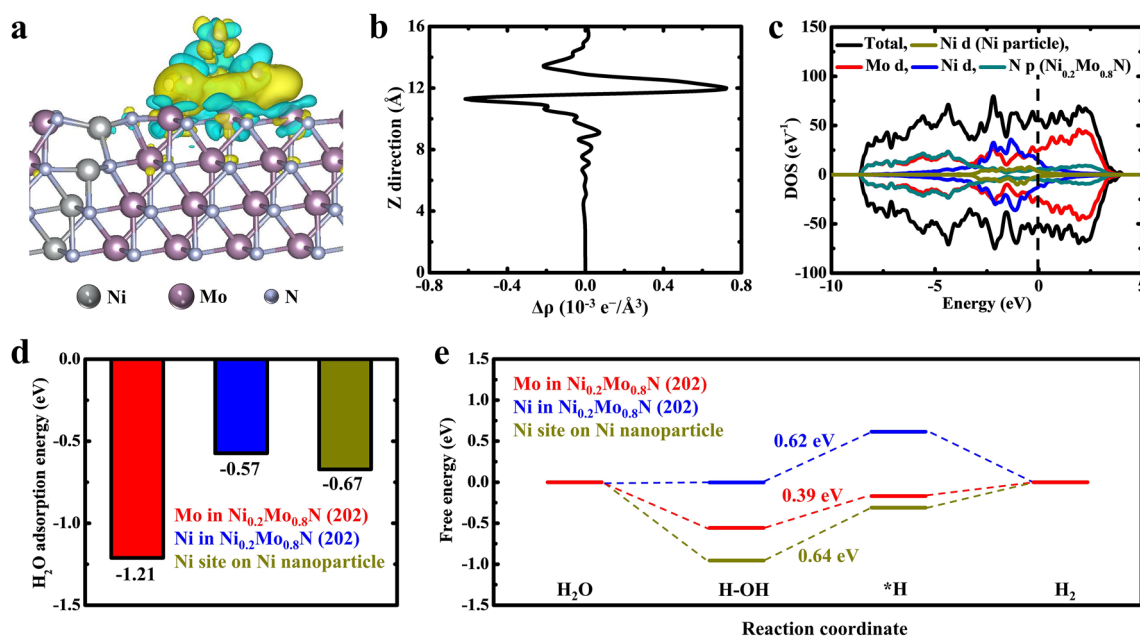 a
Ni
Mo
N
b
16
12
8
4
0
Z direction (Å)
-0.8
-0.4
0.0
0.4
0.8
Δρ (10⁻³ e⁻/Å³)
c
Total,
Ni d (Ni particle),
Mo d,
Ni d,
N p (Ni₀.₂Mo₀.₈N)
100
50
0
-50
-100
DOS (eV⁻¹)
-10
-5
0
5
Energy (eV)
d
0.0
-0.5
-1.0
-1.5
H₂O adsorption energy (eV)
-1.21
-0.57
-0.67
Mo in Ni₀.₂Mo₀.₈N (202)
Ni in Ni₀.₂Mo₀.₈N (202)
Ni site on Ni nanoparticle
e
1.5
1.0
0.5
0.0
-0.5
-1.0
-1.5
Free energy (eV)
Mo in Ni₀.₂Mo₀.₈N (202)
Ni in Ni₀.₂Mo₀.₈N (202)
Ni site on Ni nanoparticle
0.62 eV
0.39 eV
0.64 eV
H₂O
H-OH
*H
H₂
Reaction coordinate